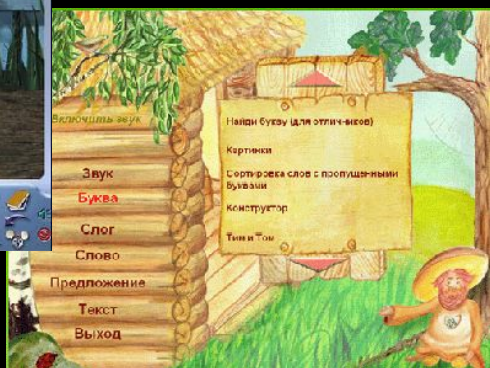 Включить звук
Звук
Буква
Слог
Слово
Предложение
Текст
Выход
Найди букву (для отличников)
Картинки
Сортировка слов с пропущенными
буквами
Конструктор
Тим и Том